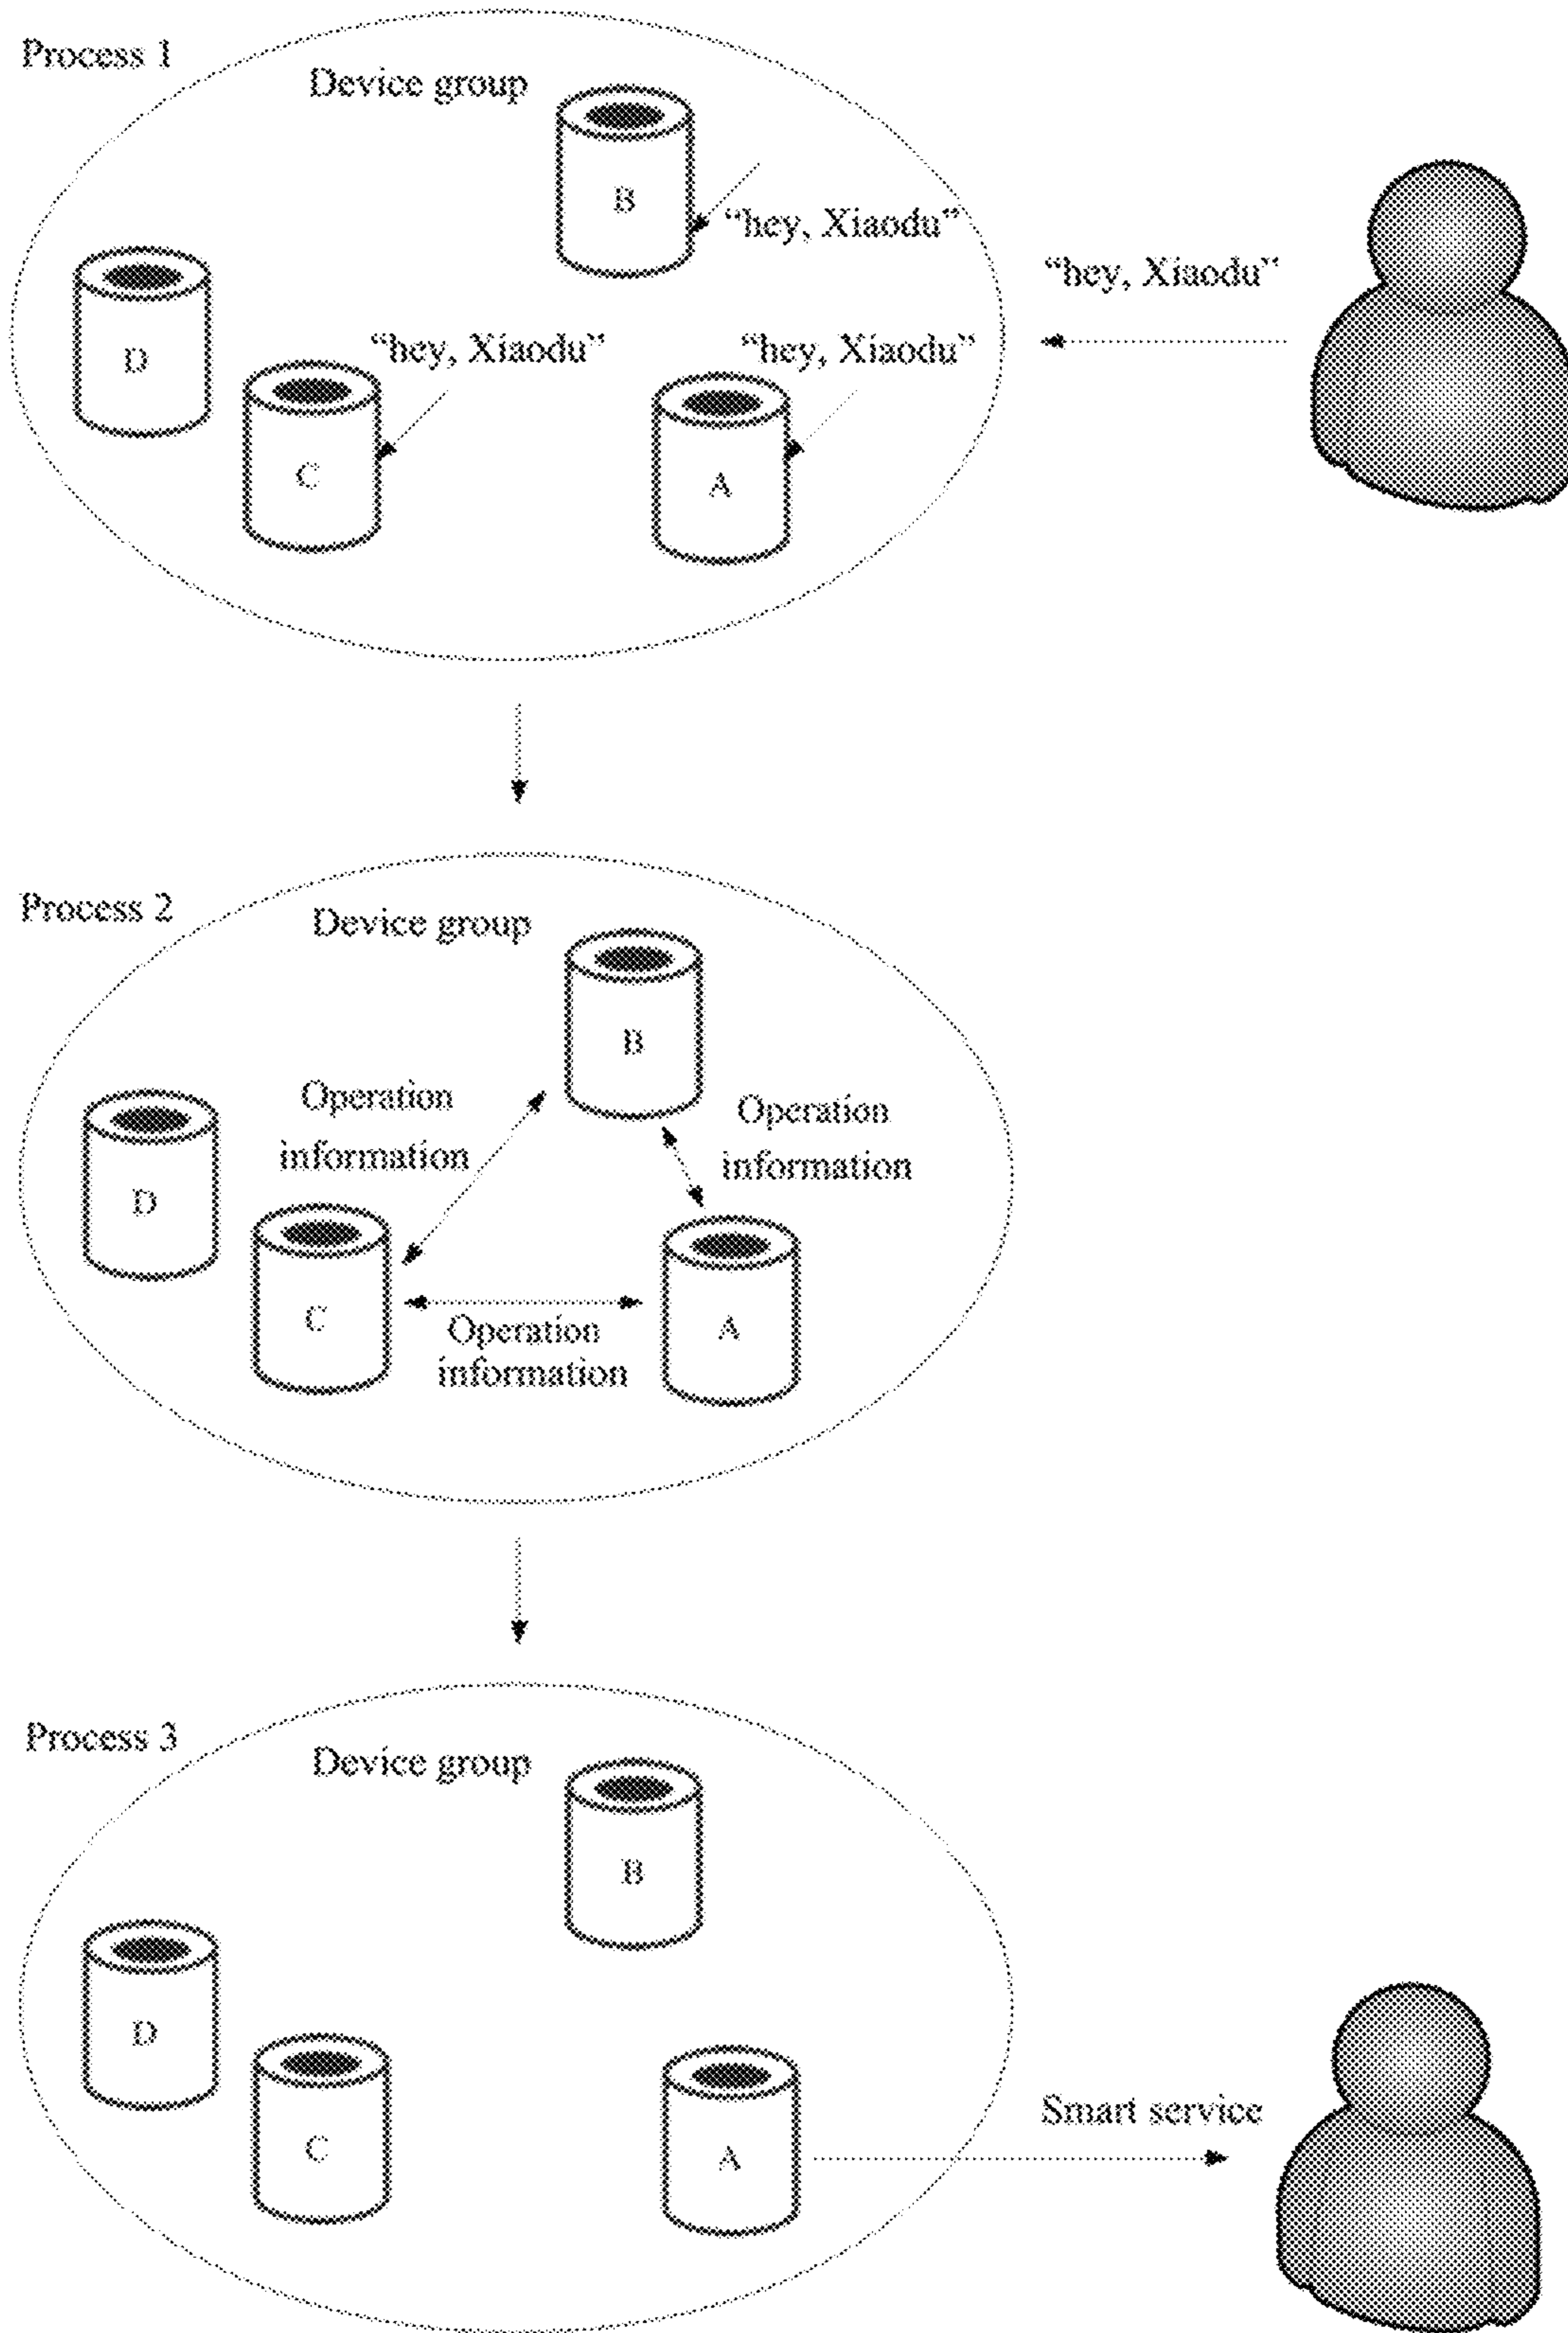 Process 1
Device group
B
“hey, Xiaodu”
“hey, Xiaodu”
D
“hey, Xiaodu”
“hey, Xiaodu”
C
A
Process 2
Device group
B
Operation
information
Operation
information
D
C
A
Operation
information
Process 3
Device group
B
D
C
A
Smart service